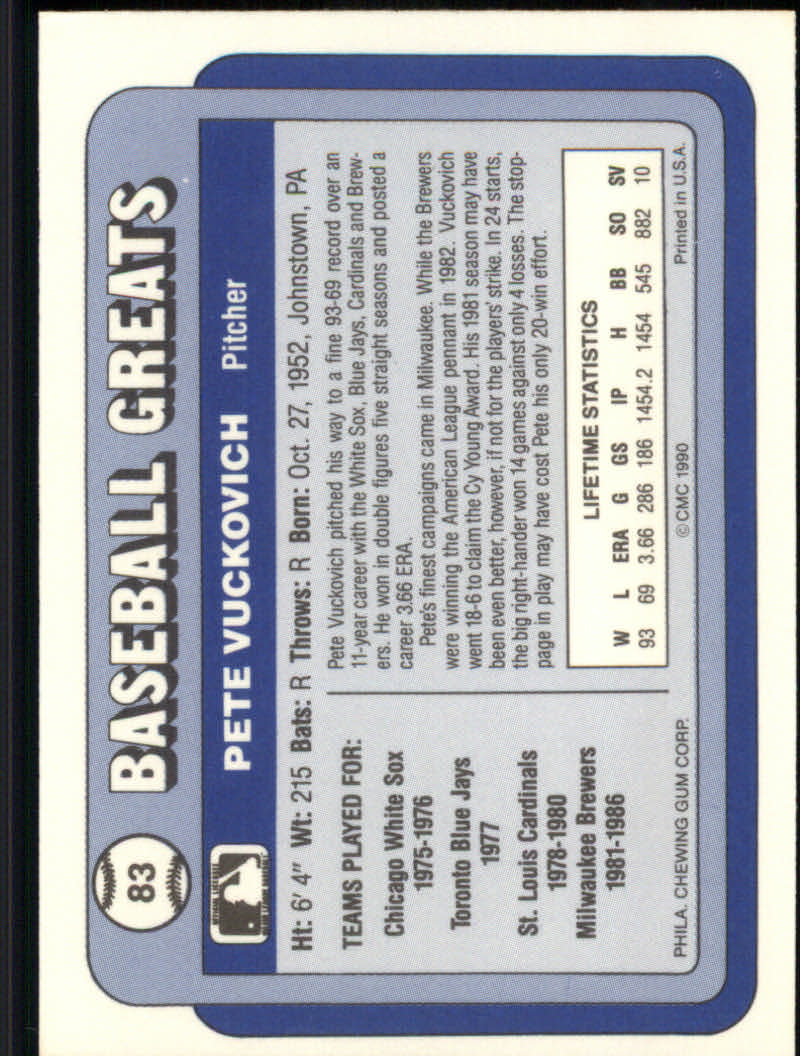 83
BASEBALL GREATS
PETE VUCKOVICH Pitcher
Ht: 6' 4" Wt: 215 Bats: R Throws: R Born: Oct. 27, 1952, Johnstown, PA
TEAMS PLAYED FOR:
Chicago White Sox
1975-1976
Toronto Blue Jays
1977
St. Louis Cardinals
1978-1980
Milwaukee Brewers
1981-1986
Pete Vuckovich pitched his way to a fine 93-69 record over an
11-year career with the White Sox, Blue Jays, Cardinals and Brew-
ers. He won in double figures five straight seasons and posted a
career 3.66 ERA.
Pete's finest campaigns came in Milwaukee. While the Brewers
were winning the American League pennant in 1982. Vuckovich
went 18-6 to claim the Cy Young Award. His 1981 season may have
been even better, however, if not for the players' strike. In 24 starts,
the big right-hander won 14 games against only 4 losses. The stop-
page in play may have cost Pete his only 20-win effort.
LIFETIME STATISTICS
W L ERA G GS IP H BB SO SV
93 69 3.66 286 186 1454.2 1454 545 882 10
PHILA. CHEWING GUM CORP. © CMC 1990 Printed in U.S.A.